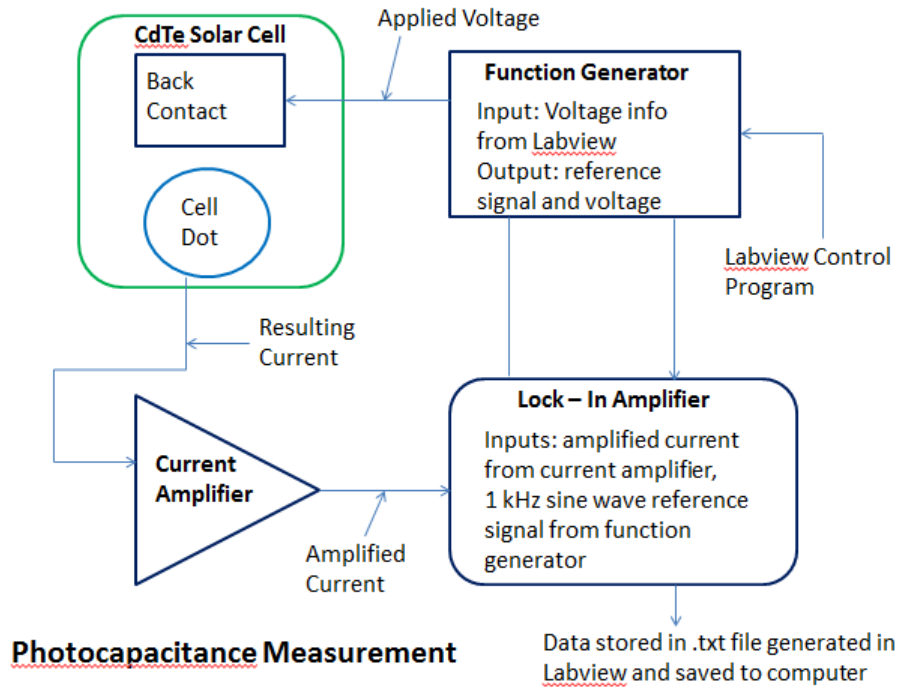 Applied Voltage
CdTe Solar Cell
Back
Contact
Function Generator
Input: Voltage info
from Labview
Output: reference
signal and voltage
Cell
Dot
Labview Control
Program
Resulting
Current
Lock – In Amplifier
Inputs: amplified current
from current amplifier,
1 kHz sine wave reference
signal from function
generator
Current
Amplifier
Amplified
Current
Photocapacitance Measurement
Data stored in .txt file generated in
Labview and saved to computer